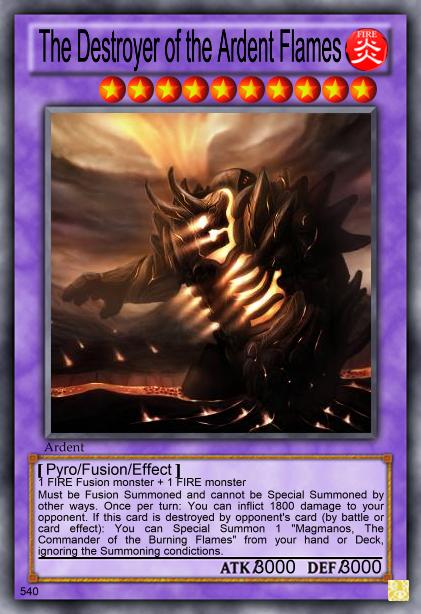 The Destroyer of the Ardent Flames
FIRE
炎
Ardent
[ Pyro/Fusion/Effect ]
1 FIRE Fusion monster + 1 FIRE monster
Must be Fusion Summoned and cannot be Special Summoned by
other ways. Once per turn: You can inflict 1800 damage to your
opponent. If this card is destroyed by opponent's card (by battle or
card effect): You can Special Summon 1 "Magmanos, The
Commander of the Burning Flames" from your hand or Deck,
ignoring the Summoning condictions.
ATK 3000 DEF 3000
540